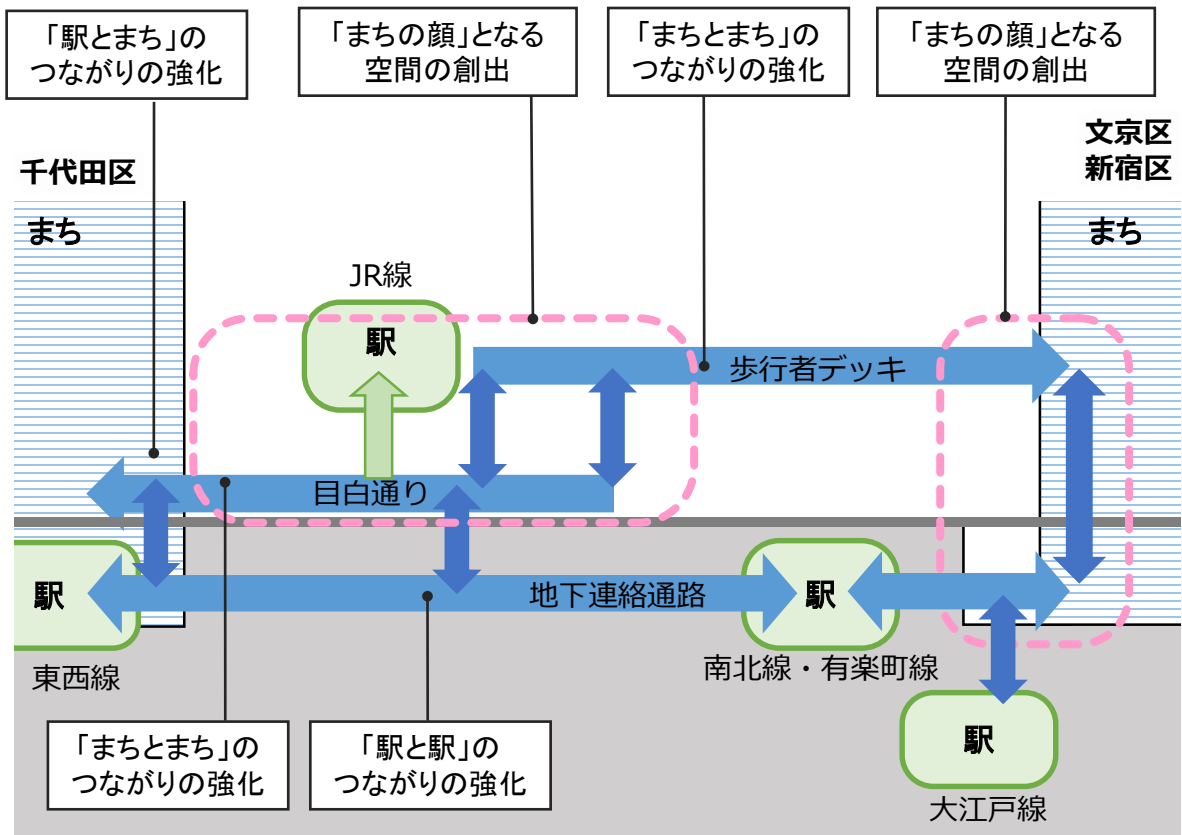 「駅とまち」の
つながりの強化
「まちの顔」となる
空間の創出
「まちとまち」の
つながりの強化
「まちの顔」となる
空間の創出
千代田区
文京区
新宿区
まち
まち
JR線
駅
歩行者デッキ
目白通り
駅
地下連絡通路
駅
東西線
南北線・有楽町線
駅
大江戸線
「まちとまち」の
つながりの強化
「駅と駅」の
つながりの強化